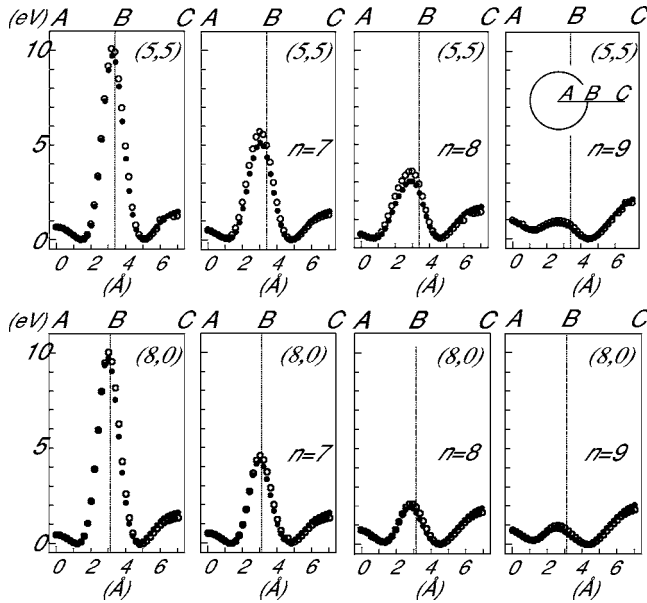 (eV) A B C A B C A B C A B C
10 (5,5) (5,5) (5,5) (5,5)
A B C
5 n=7 n=8 n=9
0
0 2 4 6 0 2 4 6 0 2 4 6 0 2 4 6
(Å) (Å) (Å) (Å)
(eV) A B C A B C A B C A B C
10 (8,0) (8,0) (8,0) (8,0)
5 n=7 n=8 n=9
0
0 2 4 6 0 2 4 6 0 2 4 6 0 2 4 6
(Å) (Å) (Å) (Å)